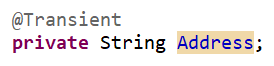 @Transient
private String Address;